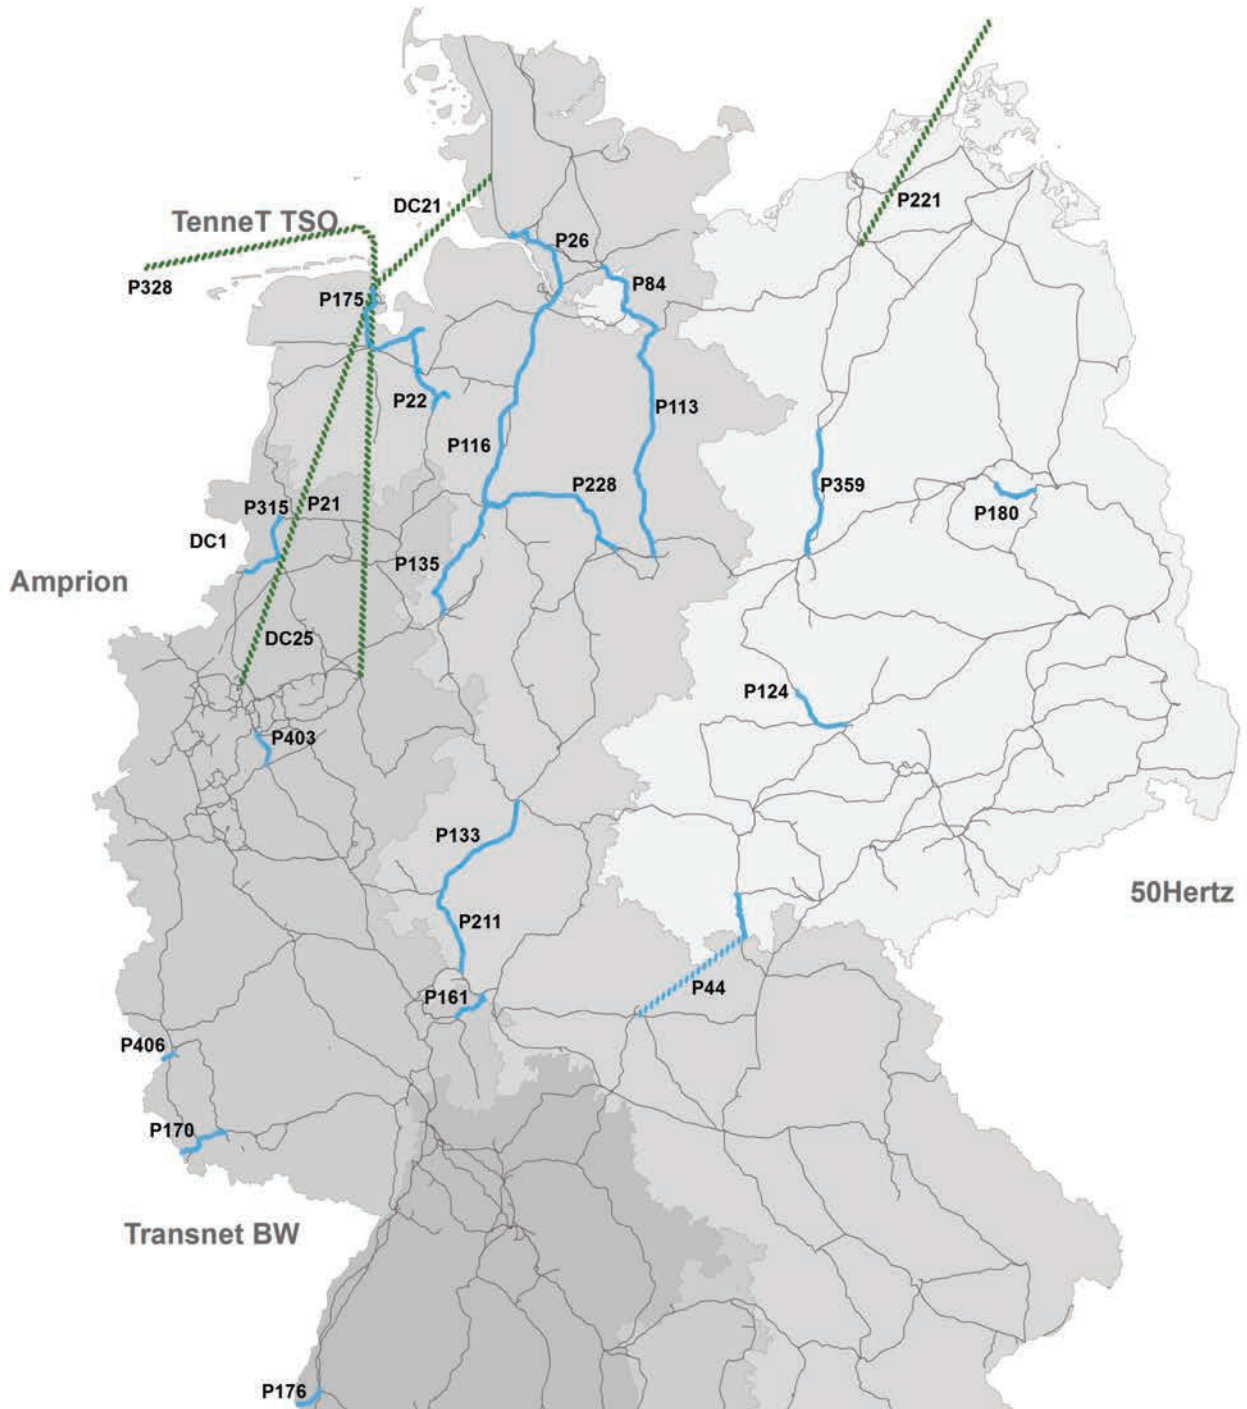 P221
DC21
TenneT TSO
P26
P328
P84
P175
P22
P113
P116
P228
P359
P315
P21
P180
DC1
P135
Amprion
DC25
P124
P403
P133
50Hertz
P211
P44
P161
P406
P170
Transnet BW
P176